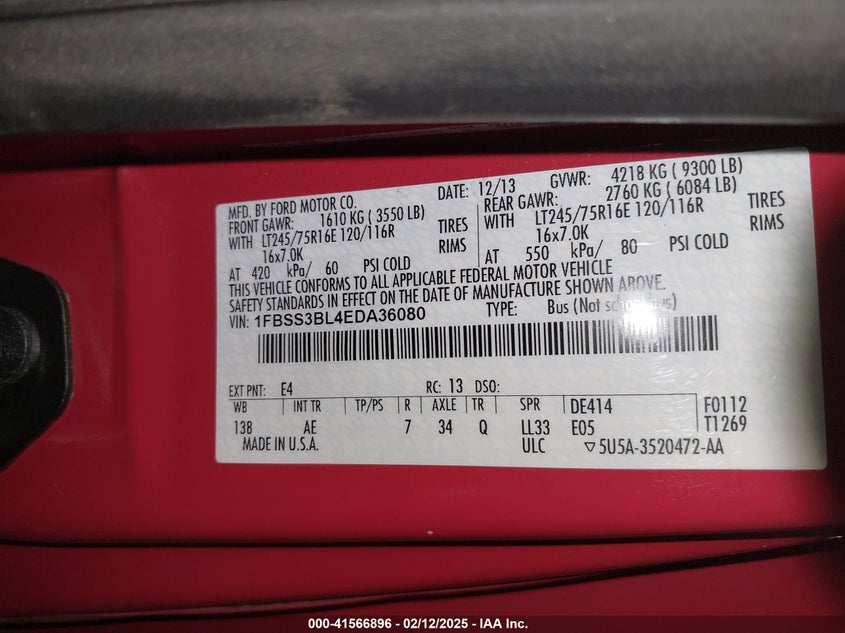 MFD. BY FORD MOTOR CO.
DATE: 12/13
GVWR: 4218 KG ( 9300 LB)
FRONT GAWR: 1610 KG ( 3550 LB)
REAR GAWR: 2760 KG ( 6084 LB)
WITH LT245/75R16E 120/116R TIRES
WITH LT245/75R16E 120/116R TIRES
16x7.0K RIMS
16x7.0K RIMS
AT 420 kPa/ 60 PSI COLD
AT 550 kPa/ 80 PSI COLD
THIS VEHICLE CONFORMS TO ALL APPLICABLE FEDERAL MOTOR VEHICLE
SAFETY STANDARDS IN EFFECT ON THE DATE OF MANUFACTURE SHOWN ABOVE.
VIN: 1FBSS3BL4EDA36080 TYPE: Bus (Not
EXT PNT: E4 RC: 13 DSO:
WB INT TR TP/PS R AXLE TR SPR DE414 F0112
138 AE 7 34 Q LL33 E05 T1269
MADE IN U.S.A. ULC ▽5U5A-3520472-AA
000-41566896 - 02/12/2025 - IAA Inc.